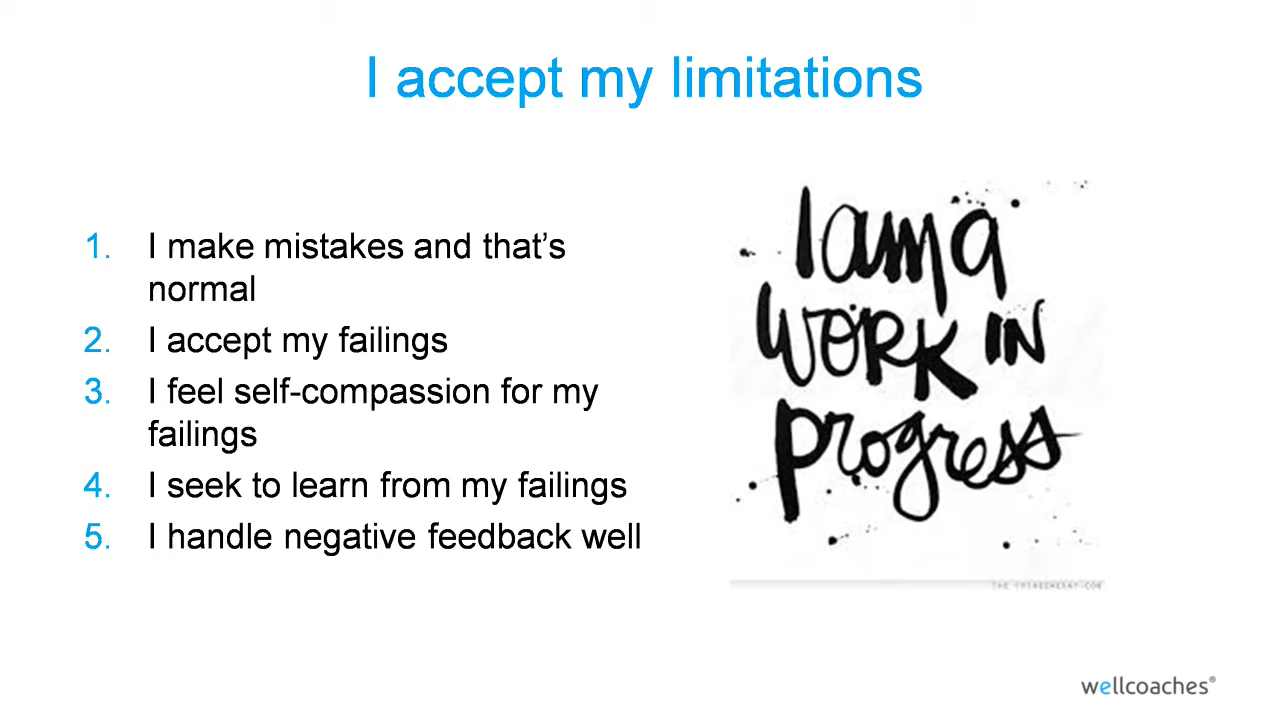 I accept my limitations
1. I make mistakes and that's
normal
2. I accept my failings
3. I feel self-compassion for my
failings
4. I seek to learn from my failings
5. I handle negative feedback well
I am a
WORK IN
progress
wellcoaches®